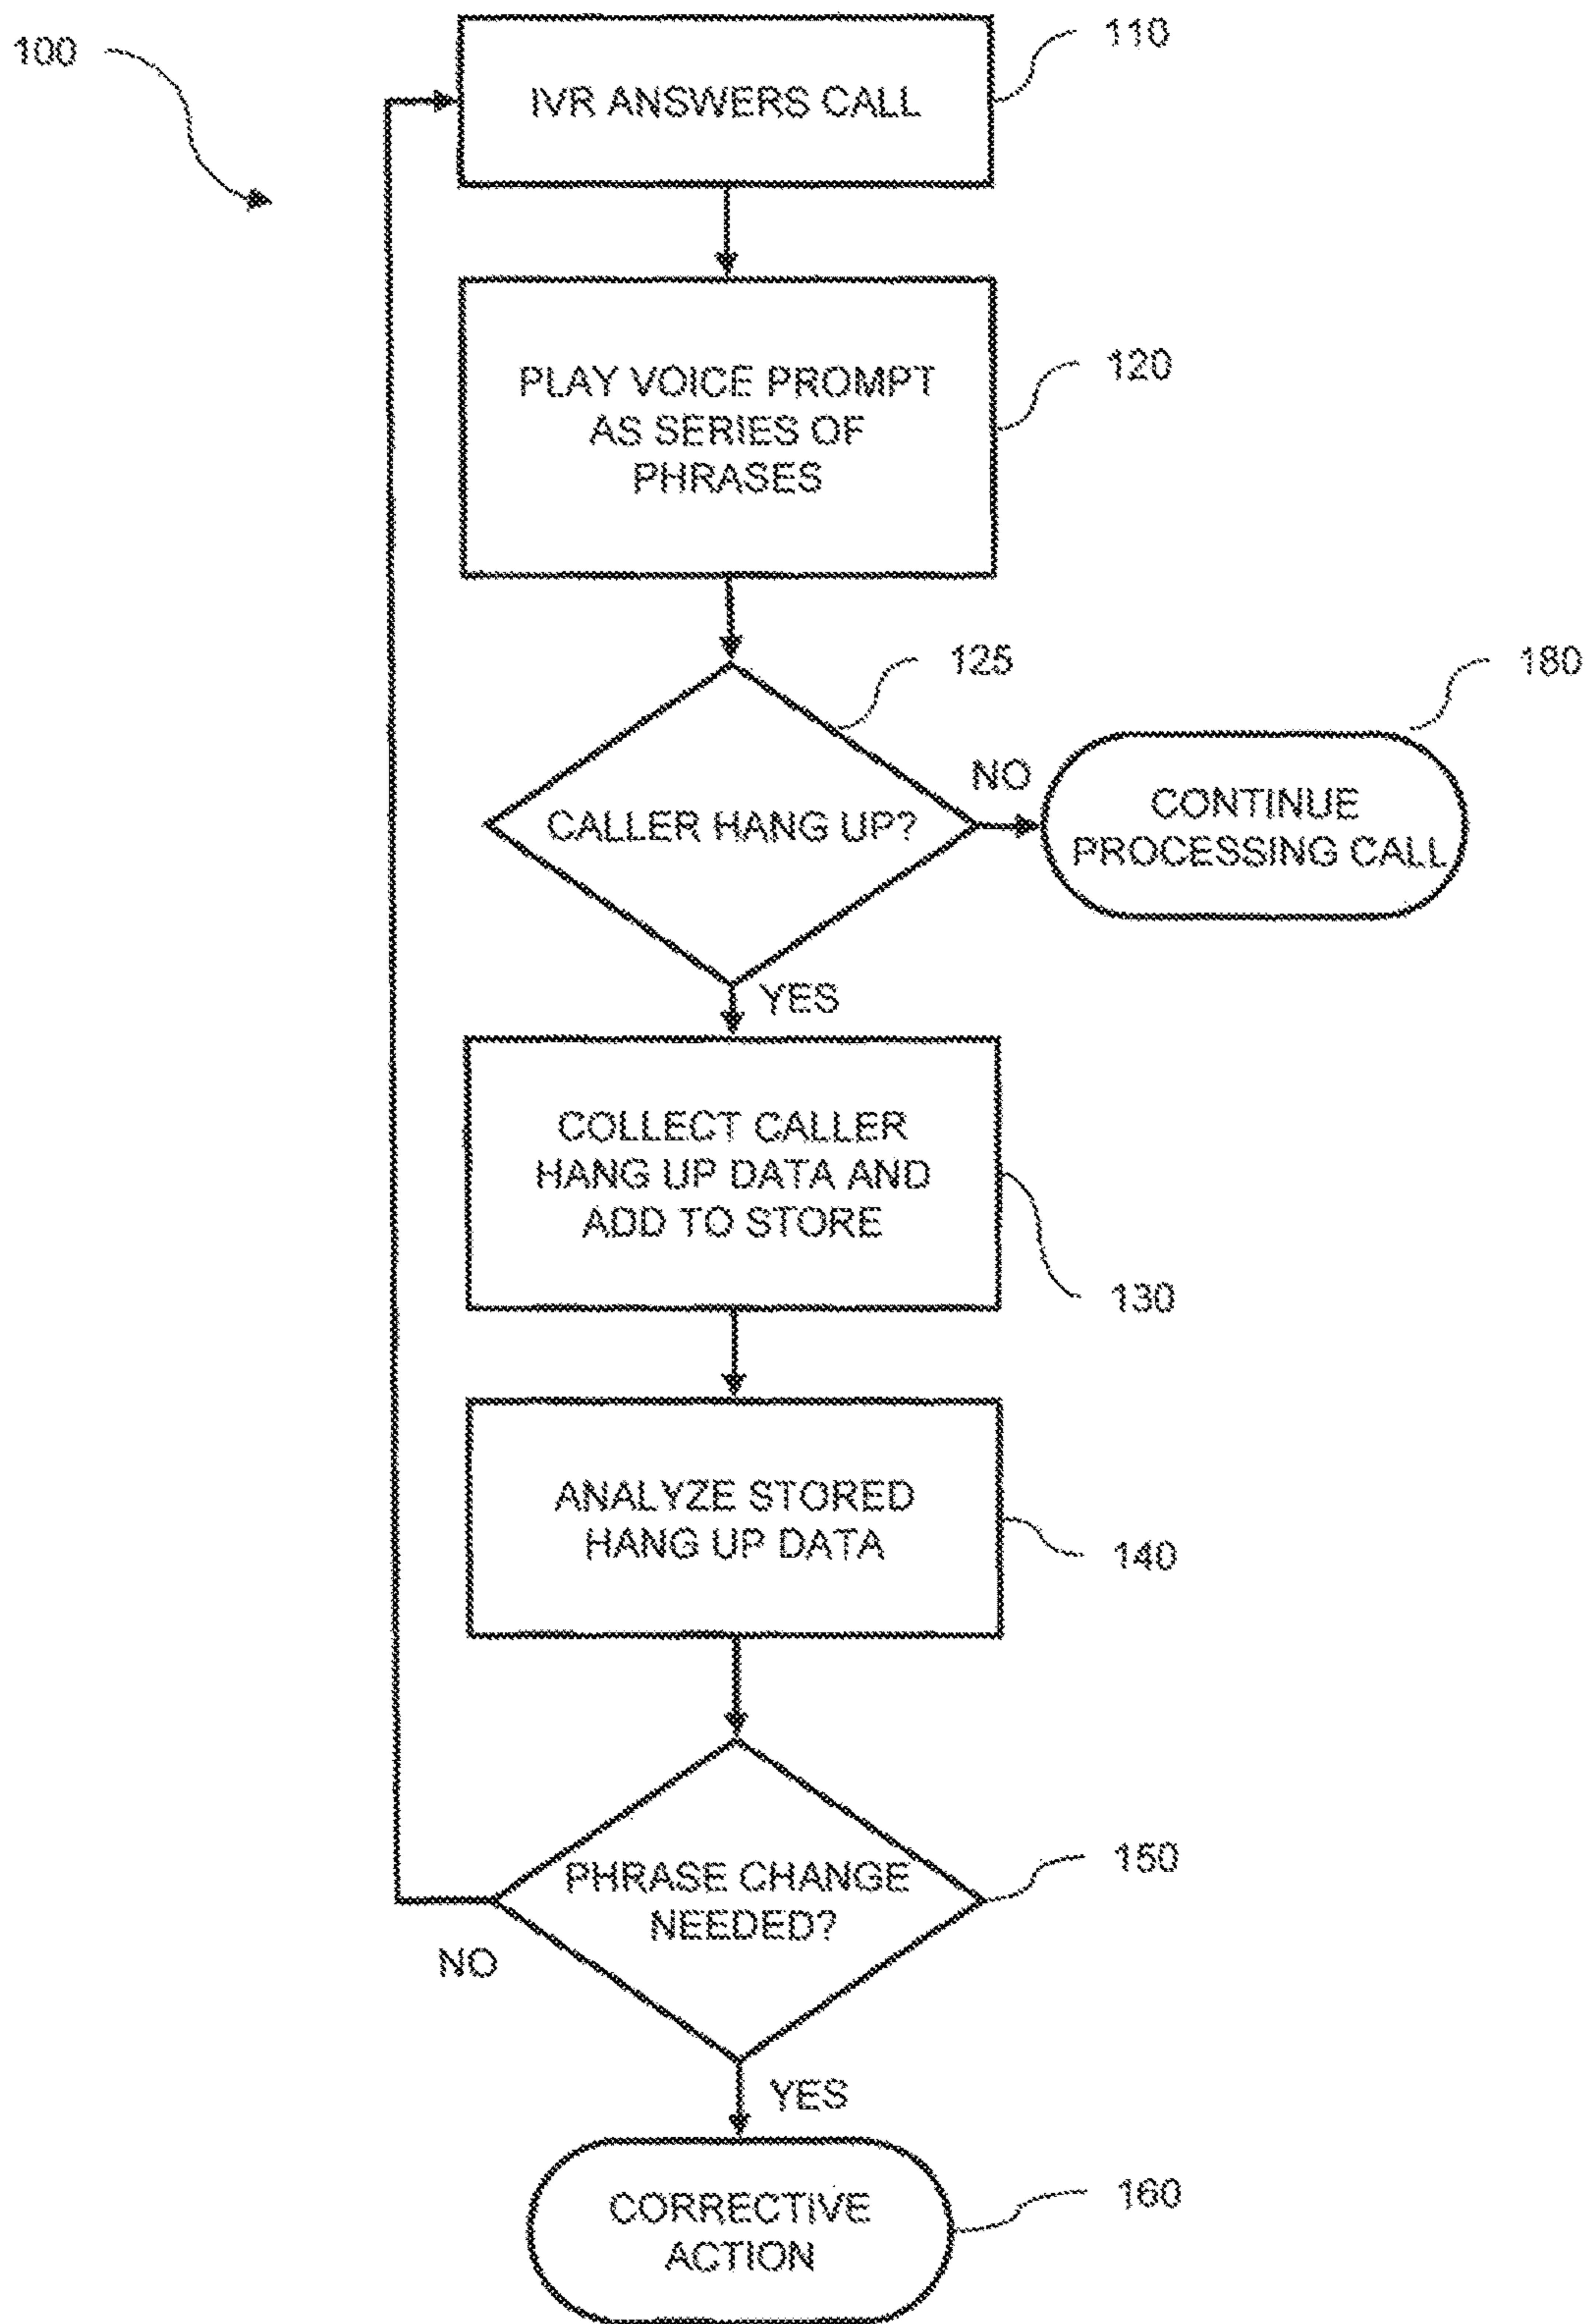 100
110
IVR ANSWERS CALL
120
PLAY VOICE PROMPT
AS SERIES OF
PHRASES
125
180
NO
CALLER HANG UP?
CONTINUE
PROCESSING CALL
YES
COLLECT CALLER
HANG UP DATA AND
ADD TO STORE
130
ANALYZE STORED
HANG UP DATA
140
150
PHRASE CHANGE
NEEDED?
NO
YES
160
CORRECTIVE
ACTION